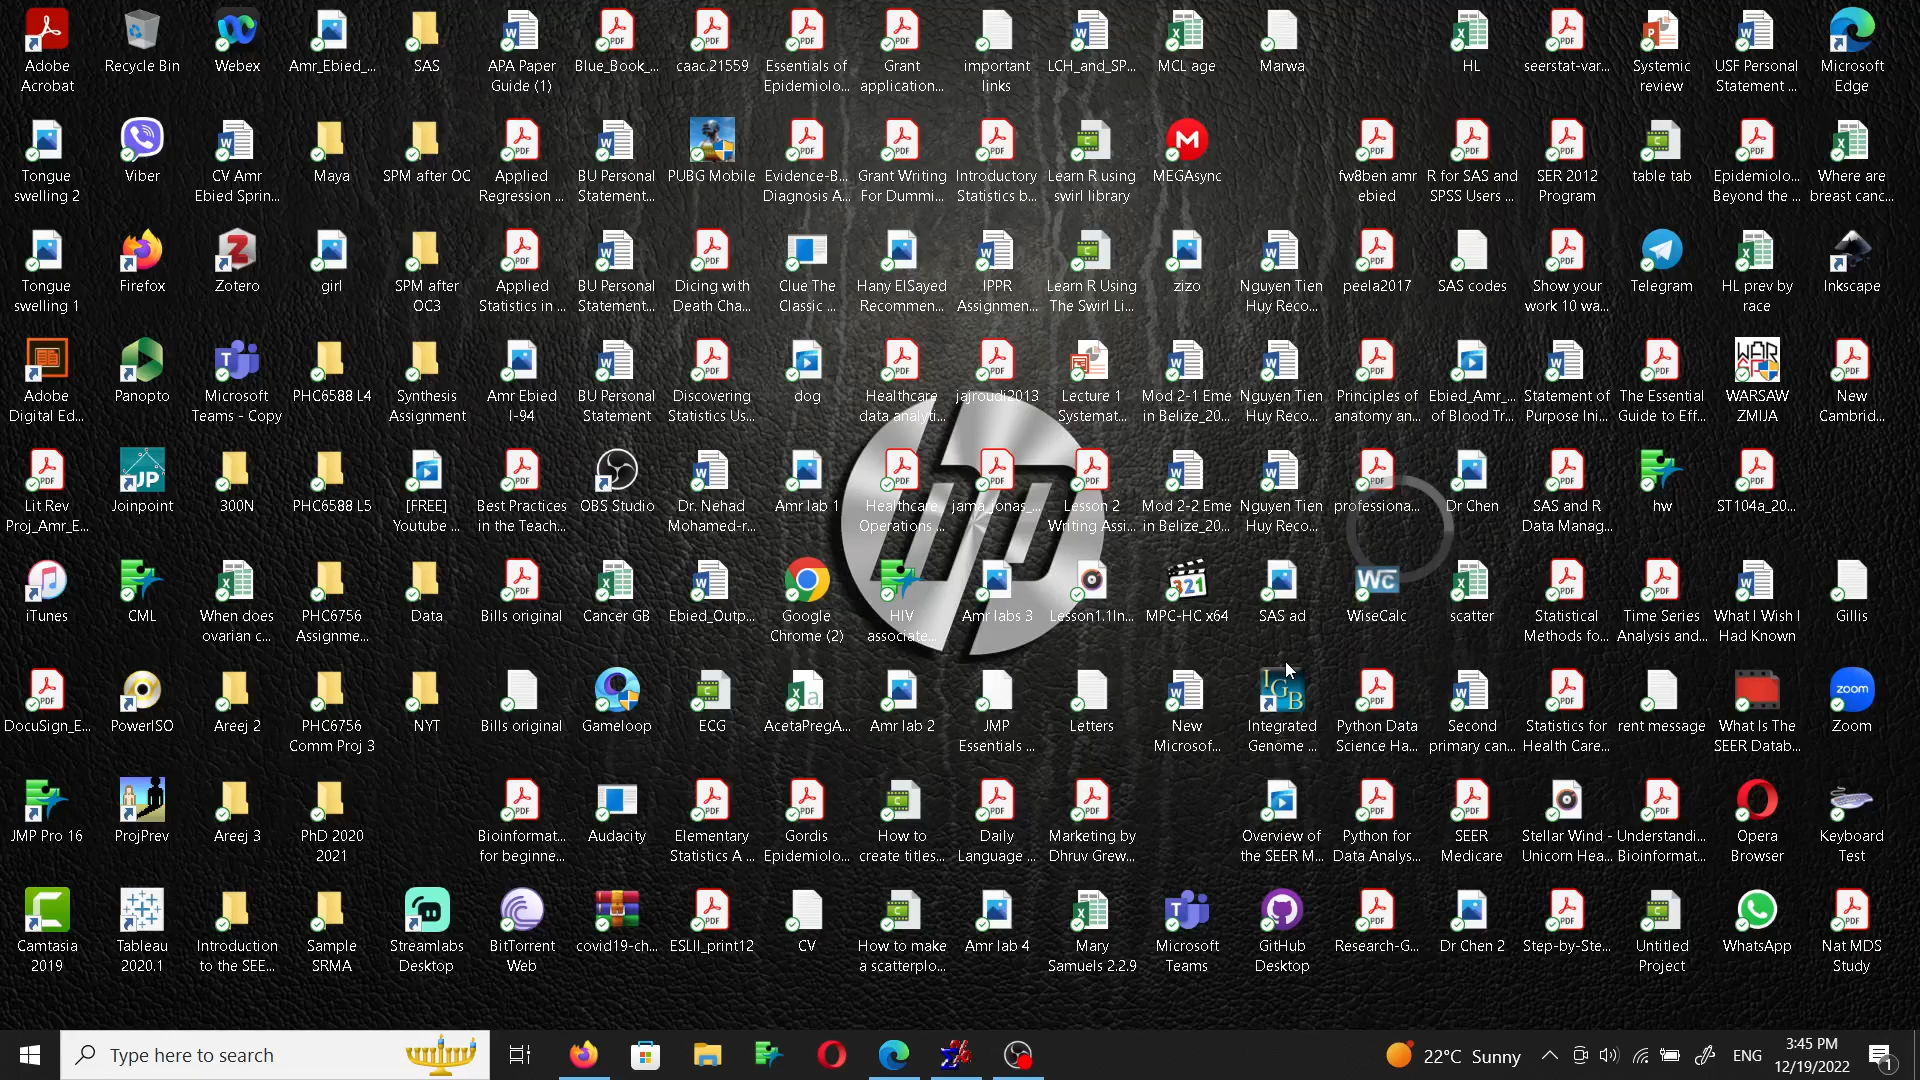 Adobe
Acrobat
Recycle Bin
Webex
Amr_Ebied_...
SAS
APA Paper
Guide (1)
Blue_Book_...
caac.21559
Essentials of
Epidemiolo...
Grant
application...
important
links
LCH_and_SP...
MCL age
Marwa
HL
seerstat-var...
Systemic
review
USF Personal
Statement ...
Microsoft
Edge
Tongue
swelling 2
Viber
CV Amr
Ebied Sprin...
Maya
SPM after OC
Applied
Regression ...
BU Personal
Statement...
PUBG Mobile
Evidence-B...
Diagnosis A...
Grant Writing
For Dummi...
Introductory
Statistics b...
Learn R using
swirl library
MEGAsync
fw8ben amr
ebied
R for SAS and
SPSS Users ...
SER 2012
Program
table tab
Epidemiolo...
Beyond the ...
Where are
breast canc...
Tongue
swelling 1
Firefox
Zotero
girl
SPM after
OC3
Applied
Statistics in ...
BU Personal
Statement...
Dicing with
Death Cha...
Clue The
Classic ...
Hany ElSayed
Recommen...
IPPR
Assignmen...
Learn R Using
The Swirl Li...
zizo
Nguyen Tien
Huy Reco...
peela2017
SAS codes
Show your
work 10 wa...
Telegram
HL prev by
race
Inkscape
Adobe
Digital Ed...
Panopto
Microsoft
Teams - Copy
PHC6588 L4
Synthesis
Assignment
Amr Ebied
I-94
BU Personal
Statement
Discovering
Statistics Us...
dog
Healthcare
data analyti...
jajroudi2013
Lecture 1
Systemat...
Mod 2-1 Eme
in Belize_20...
Nguyen Tien
Huy Reco...
Principles of
anatomy an...
Ebied_Amr_...
of Blood Tr...
Statement of
Purpose Ini...
The Essential
Guide to Eff...
WARSAW
ZMIJA
New
Cambrid...
Lit Rev
Proj_Amr_E...
Joinpoint
300N
PHC6588 L5
[FREE]
Youtube ...
Best Practices
in the Teach...
OBS Studio
Dr. Nehad
Mohamed-r...
Amr lab 1
Healthcare
Operations ...
jama_jonas_...
Lesson 2
Writing Assi...
Mod 2-2 Eme
in Belize_20...
Nguyen Tien
Huy Reco...
professiona...
Dr Chen
SAS and R
Data Manag...
hw
ST104a_20...
iTunes
CML
When does
ovarian c...
PHC6756
Assignme...
Data
Bills original
Cancer GB
Ebied_Outp...
Google
Chrome (2)
HIV
associate...
Amr labs 3
Lesson1.1In...
MPC-HC x64
SAS ad
WiseCalc
scatter
Statistical
Methods fo...
Time Series
Analysis and...
What I Wish I
Had Known
Gillis
DocuSign_E...
PowerISO
Areej 2
PHC6756
Comm Proj 3
NYT
Bills original
Gameloop
ECG
AcetaPregA...
Amr lab 2
JMP
Essentials ...
Letters
New
Microsof...
Integrated
Genome ...
Python Data
Science Ha...
Second
primary can...
Statistics for
Health Care...
rent message
What Is The
SEER Datab...
Zoom
JMP Pro 16
ProjPrev
Areej 3
PhD 2020
2021
Bioinformat...
for beginne...
Audacity
Elementary
Statistics A ...
Gordis
Epidemiolo...
How to
create titles...
Daily
Language ...
Marketing by
Dhruv Grew...
Overview of
the SEER M...
Python for
Data Analys...
SEER
Medicare
Stellar Wind -
Unicorn Hea...
Understandi...
Bioinformat...
Opera
Browser
Keyboard
Test
Camtasia
2019
Tableau
2020.1
Introduction
to the SEE...
Sample
SRMA
Streamlabs
Desktop
BitTorrent
Web
covid19-ch...
ESLII_print12
CV
How to make
a scatterplo...
Amr lab 4
Mary
Samuels 2.2.9
Microsoft
Teams
GitHub
Desktop
Research-G...
Dr Chen 2
Step-by-Ste...
Untitled
Project
WhatsApp
Nat MDS
Study
hp
Type here to search
22°C Sunny
ENG
3:45 PM
12/19/2022
1